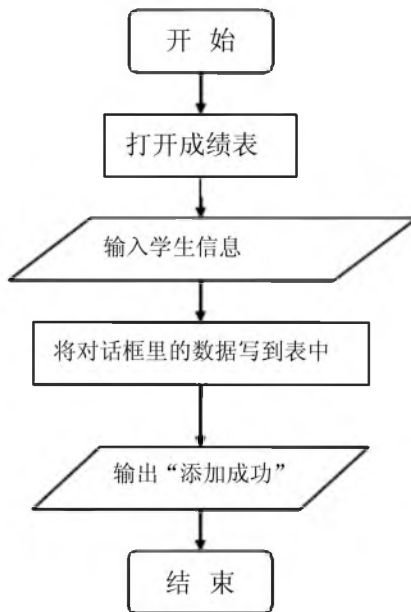 开 始
打开成绩表
输入学生信息
将对话框里的数据写到表中
输出“添加成功”
结 束